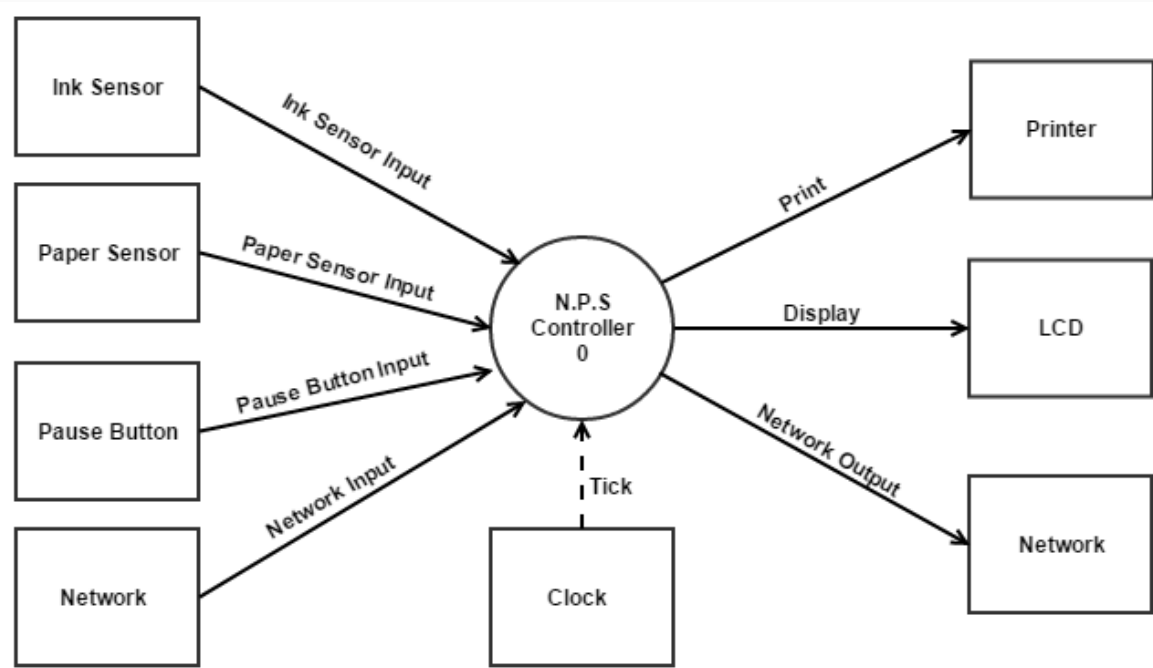 Ink Sensor
Ink Sensor Input
Paper Sensor
Paper Sensor Input
Pause Button
Pause Button Input
Network
Network Input
N.P.S
Controller
0
Tick
Clock
Print
Printer
Display
LCD
Network Output
Network